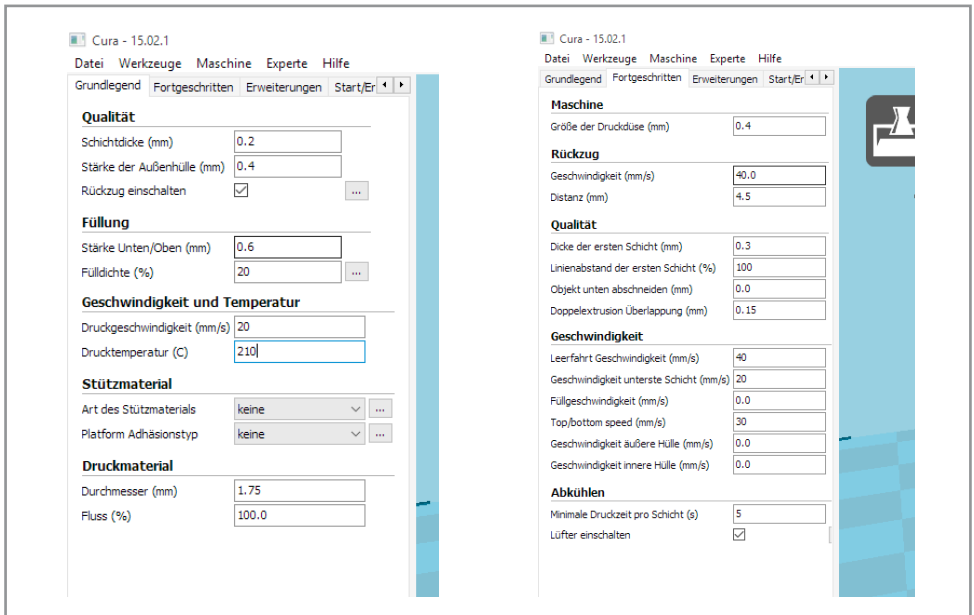 Cura - 15.02.1
Datei Werkzeuge Maschine Experte Hilfe
Grundlegend Fortgeschritten Erweiterungen Start/Er
Qualität
Schichtdicke (mm) 0.2
Stärke der Außenhülle (mm) 0.4
Rückzug einschalten ...
Füllung
Stärke Unten/Oben (mm) 0.6
Fülldichte (%) 20 ...
Geschwindigkeit und Temperatur
Druckgeschwindigkeit (mm/s) 20
Drucktemperatur (C) 210
Stützmaterial
Art des Stützmaterials keine ...
Platform Adhäsionstyp keine ...
Druckmaterial
Durchmesser (mm) 1.75
Fluss (%) 100.0
Cura - 15.02.1
Datei Werkzeuge Maschine Experte Hilfe
Grundlegend Fortgeschritten Erweiterungen Start/Er
Maschine
Größe der Druckdüse (mm) 0.4
Rückzug
Geschwindigkeit (mm/s) 40.0
Distanz (mm) 4.5
Qualität
Dicke der ersten Schicht (mm) 0.3
Linienabstand der ersten Schicht (%) 100
Objekt unten abschneiden (mm) 0.0
Doppelextrusion Überlappung (mm) 0.15
Geschwindigkeit
Leerfahrt Geschwindigkeit (mm/s) 40
Geschwindigkeit unterste Schicht (mm/s) 20
Füllgeschwindigkeit (mm/s) 0.0
Top/bottom speed (mm/s) 30
Geschwindigkeit äußere Hülle (mm/s) 0.0
Geschwindigkeit innere Hülle (mm/s) 0.0
Abkühlen
Minimale Druckzeit pro Schicht (s) 5
Lüfter einschalten